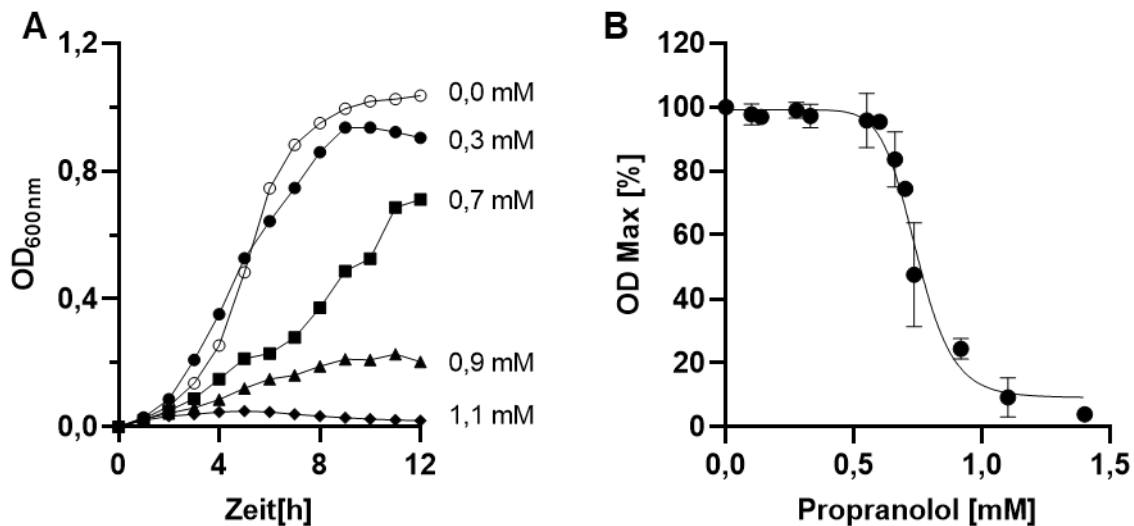 A
1,2
0,8
0,4
0,0
OD600nm
0 4 8 12
Zeit[h]
0,0 mM
0,3 mM
0,7 mM
0,9 mM
1,1 mM
B
120
100
80
60
40
20
0
OD Max [%]
0,0 0,5 1,0 1,5
Propranolol [mM]